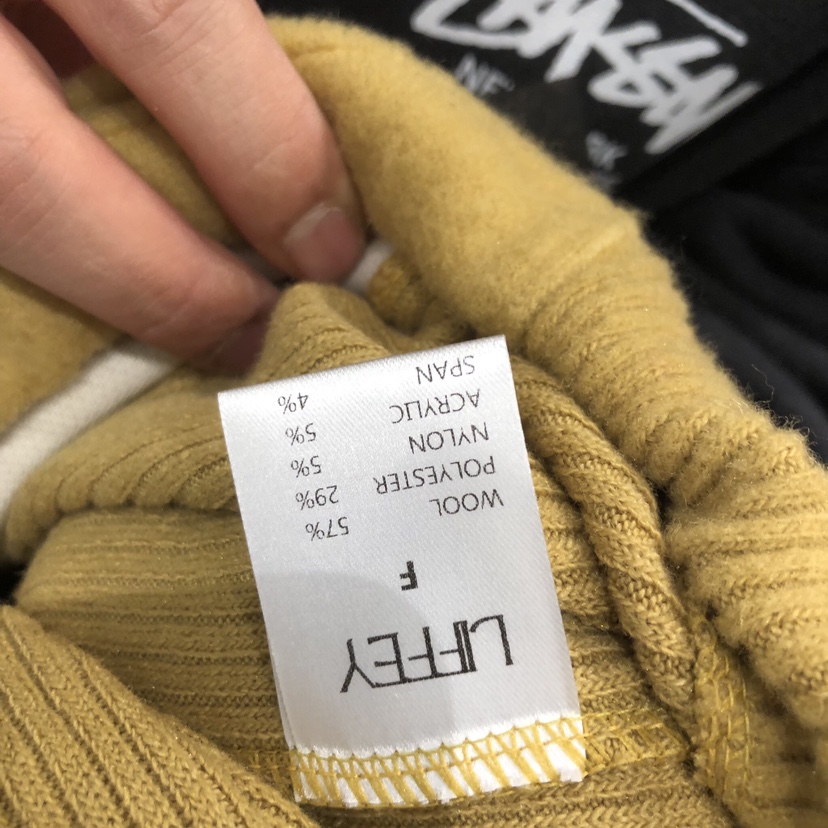 LIFFEY
F
WOOL 57%
POLYESTER 29%
NYLON 5%
ACRYLIC 5%
SPAN 4%